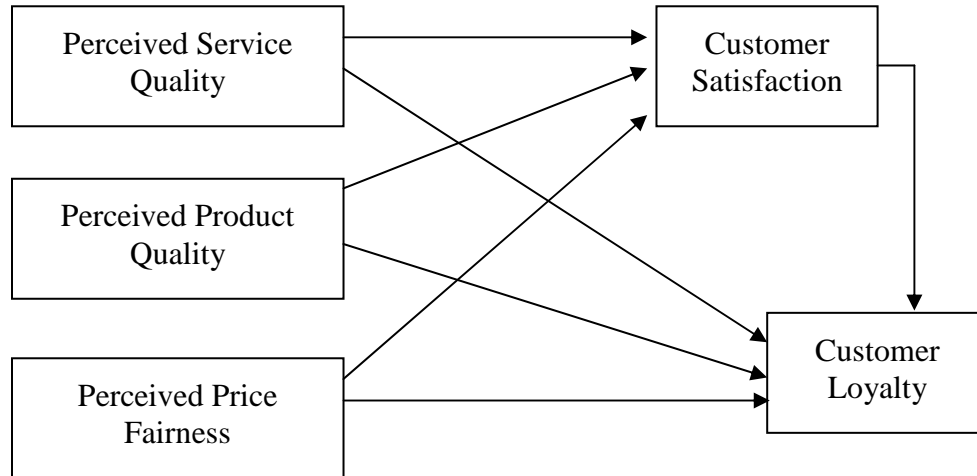 Perceived Service
Quality
Customer
Satisfaction
Perceived Product
Quality
Perceived Price
Fairness
Customer
Loyalty